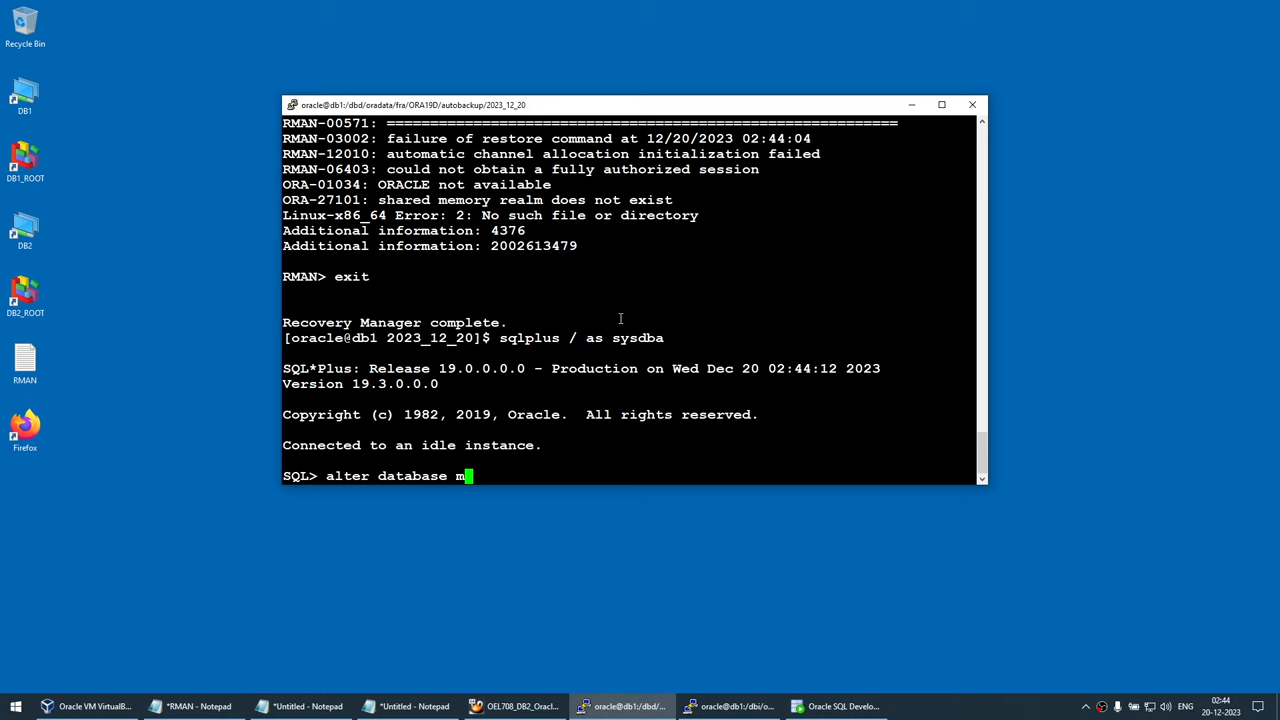 Recycle Bin
DB1
DB1_ROOT
DB2
DB2_ROOT
RMAN
Firefox
oracle@db1:/dbd/oradata/fra/ORA19D/autobackup/2023_12_20
RMAN-00571: ===========================================================
RMAN-03002: failure of restore command at 12/20/2023 02:44:04
RMAN-12010: automatic channel allocation initialization failed
RMAN-06403: could not obtain a fully authorized session
ORA-01034: ORACLE not available
ORA-27101: shared memory realm does not exist
Linux-x86_64 Error: 2: No such file or directory
Additional information: 4376
Additional information: 2002613479
RMAN> exit
Recovery Manager complete.
[oracle@db1 2023_12_20]$ sqlplus / as sysdba
SQL*Plus: Release 19.0.0.0.0 - Production on Wed Dec 20 02:44:12 2023
Version 19.3.0.0.0
Copyright (c) 1982, 2019, Oracle.  All rights reserved.
Connected to an idle instance.
SQL> alter database m
Oracle VM VirtualB...
*RMAN - Notepad
*Untitled - Notepad
*Untitled - Notepad
OEL708_DB2_Oracl...
oracle@db1:/dbd/...
oracle@db1:/dbi/o...
Oracle SQL Develo...
ENG
02:44
20-12-2023